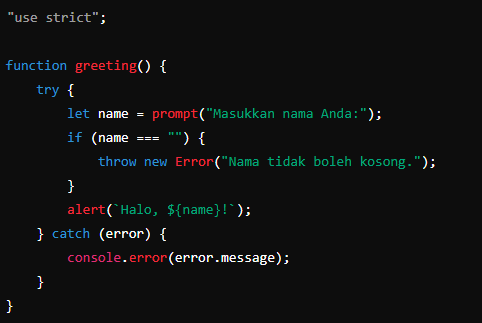 "use strict";
function greeting() {
try {
let name = prompt("Masukkan nama Anda:");
if (name === "") {
throw new Error("Nama tidak boleh kosong.");
}
alert(`Halo, ${name}!`);
} catch (error) {
console.error(error.message);
}
}